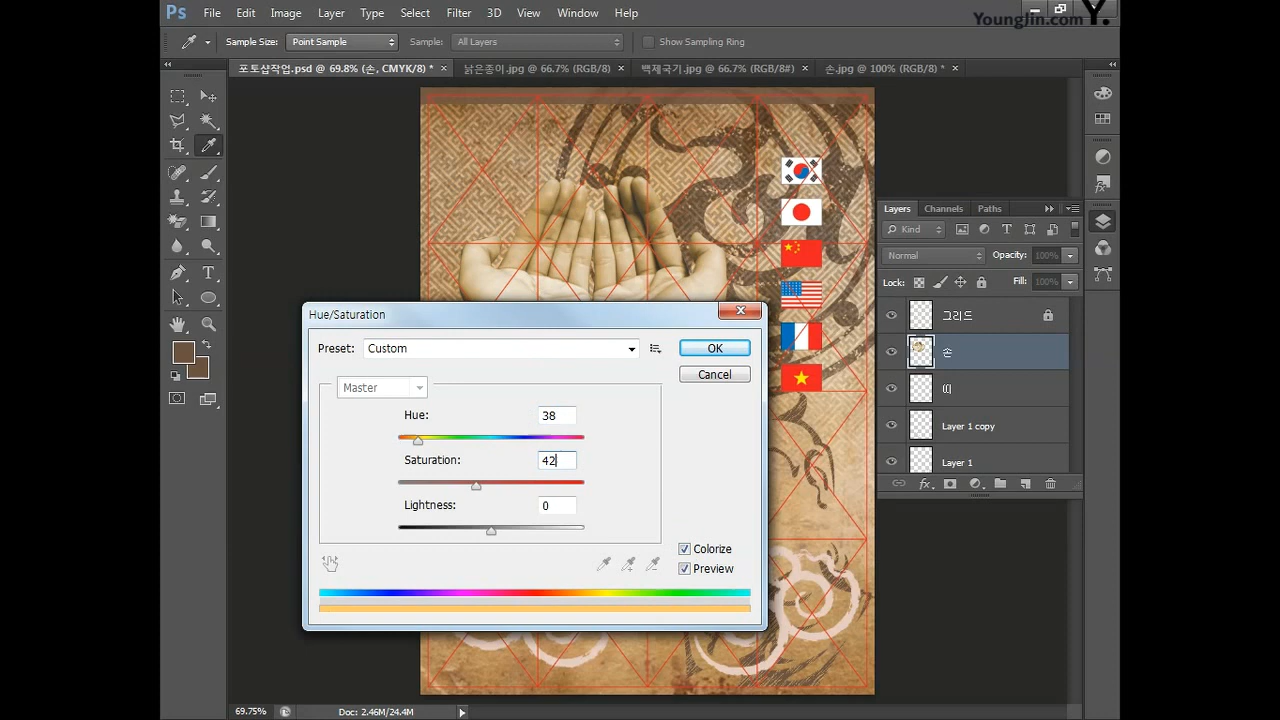 Ps File Edit Image Layer Type Select Filter 3D View Window Help
YoungJin.com Y.
Sample Size: Point Sample Sample: All Layers Show Sampling Ring
포토샵작업.psd @ 69.8% (손, CMYK/8) * × 낡은종이.jpg @ 66.7% (RGB/8) × 백제국기.jpg @ 66.7% (RGB/8#) × 손.jpg @ 100% (RGB/8) * ×
Layers Channels Paths
Kind
Normal Opacity: 100%
Lock: Fill: 100%
그리드
손
띠
Layer 1 copy
Layer 1
Hue/Saturation
Preset: Custom OK
Cancel
Master
Hue: 38
Saturation: 42
Lightness: 0
Colorize
Preview
69.75% Doc: 2.46M/24.4M